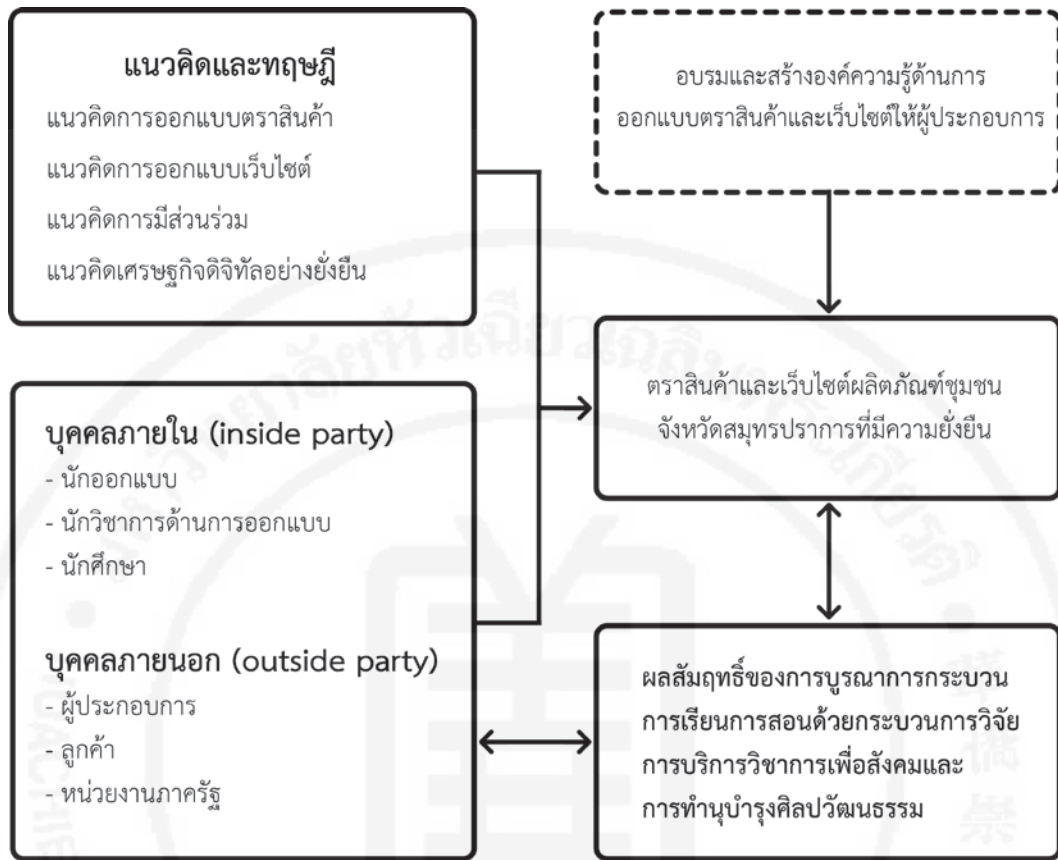 แนวคิดและทฤษฎี
แนวคิดการออกแบบตราสินค้า
แนวคิดการออกแบบเว็บไซต์
แนวคิดการมีส่วนร่วม
แนวคิดเศรษฐกิจดิจิทัลอย่างยั่งยืน
อบรมและสร้างองค์ความรู้ด้านการ
ออกแบบตราสินค้าและเว็บไซต์ให้ผู้ประกอบการ
ตราสินค้าและเว็บไซต์ผลิตภัณฑ์ชุมชน
จังหวัดสมุทรปราการที่มีความยั่งยืน
บุคคลภายใน (inside party)
- นักออกแบบ
- นักวิชาการด้านการออกแบบ
- นักศึกษา
บุคคลภายนอก (outside party)
- ผู้ประกอบการ
- ลูกค้า
- หน่วยงานภาครัฐ
ผลสัมฤทธิ์ของการบูรณาการกระบวน
การเรียนการสอนด้วยกระบวนการวิจัย
การบริการวิชาการเพื่อสังคมและ
การทำนุบำรุงศิลปวัฒนธรรม